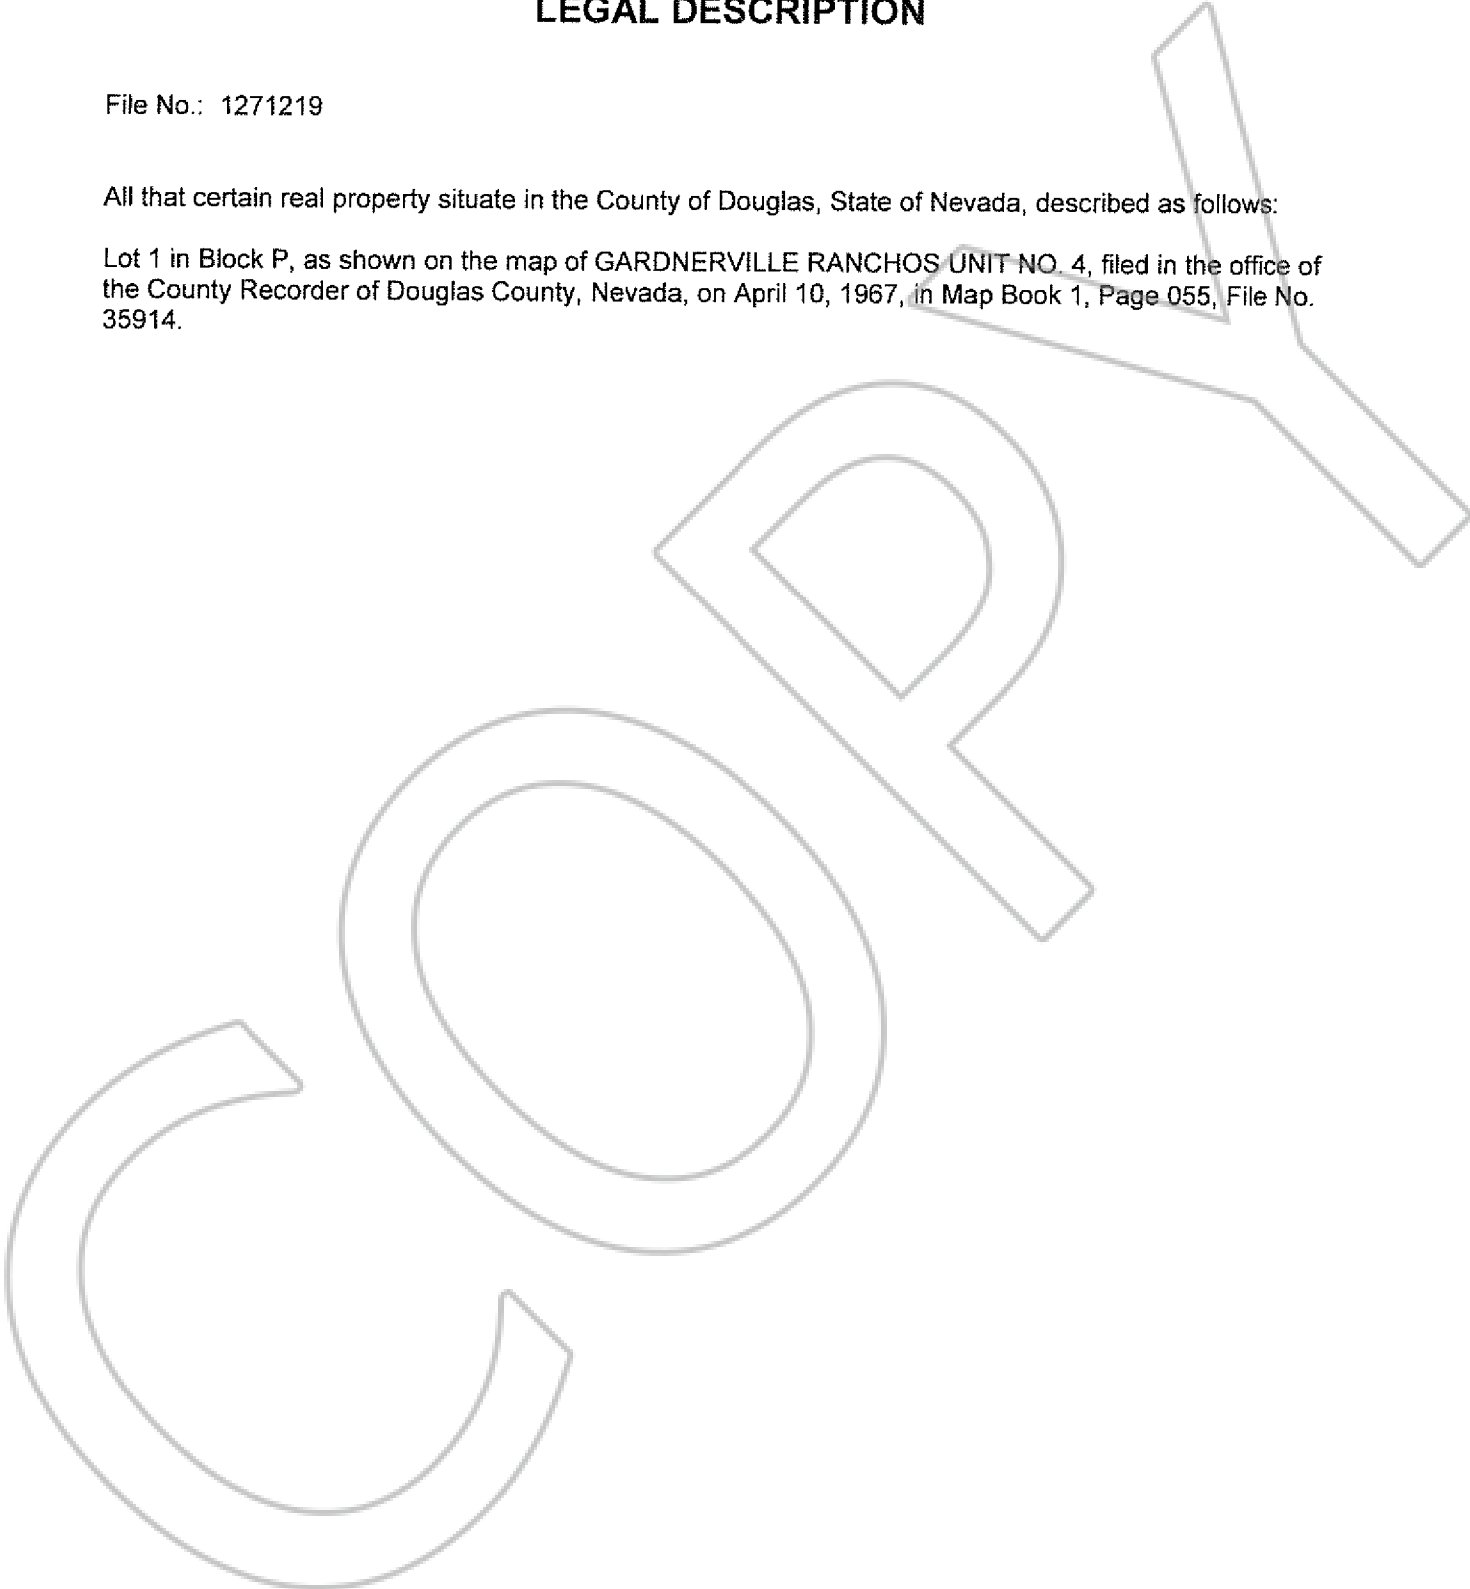 LEGAL DESCRIPTION
File No.: 1271219
All that certain real property situate in the County of Douglas, State of Nevada, described as follows:
Lot 1 in Block P, as shown on the map of GARDNERVILLE RANCHOS UNIT NO. 4, filed in the office of
the County Recorder of Douglas County, Nevada, on April 10, 1967, in Map Book 1, Page 055, File No.
35914.
COPY